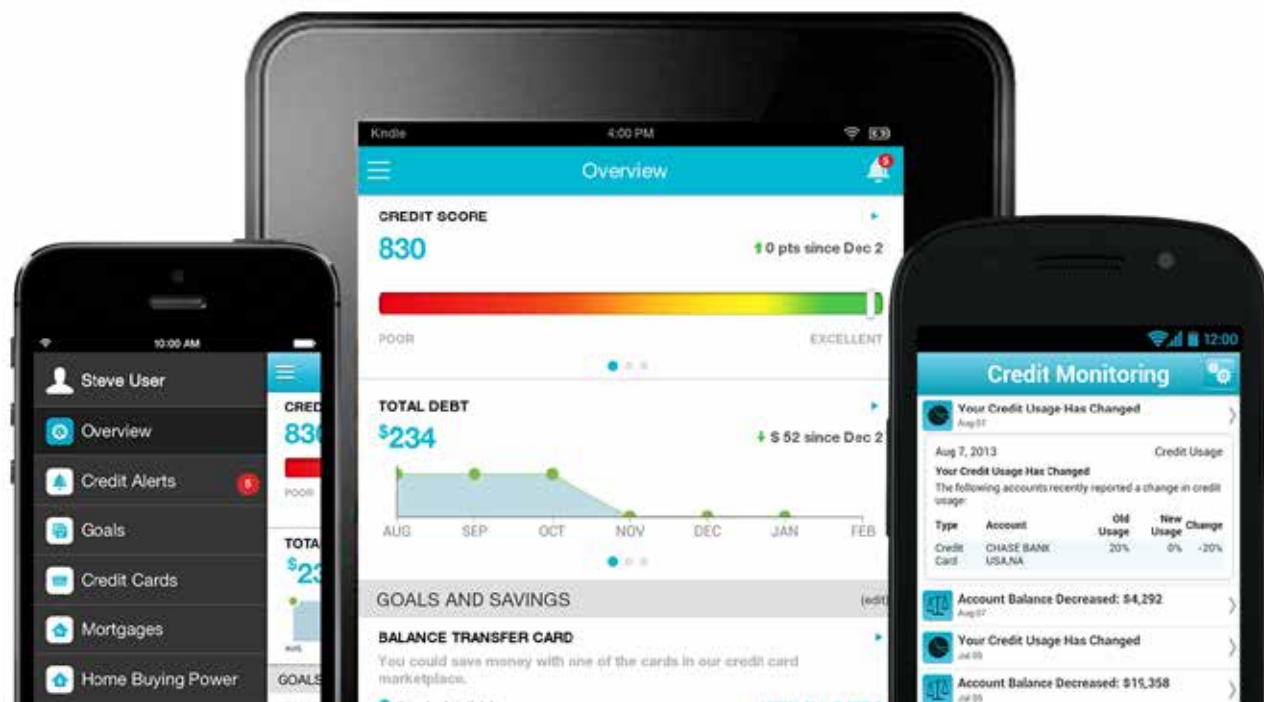 10:00 AM
Steve User
Overview
Credit Alerts
5
Goals
Credit Cards
Mortgages
Home Buying Power
CRED
830
POOR
TOTA
$23
AUG
GOALS
Kindle
4:00 PM
Overview
5
CREDIT SCORE
830
0 pts since Dec 2
POOR
EXCELLENT
TOTAL DEBT
$234
$ 52 since Dec 2
AUG SEP OCT NOV DEC JAN FEB
GOALS AND SAVINGS
(edit)
BALANCE TRANSFER CARD
You could save money with one of the cards in our credit card
marketplace.
12:00
Credit Monitoring
Your Credit Usage Has Changed
Aug 07
Aug 7, 2013 Credit Usage
Your Credit Usage Has Changed
The following accounts recently reported a change in credit
usage:
Type Account Old Usage New Usage Change
Credit Card CHASE BANK USA,NA 20% 0% -20%
Account Balance Decreased: $4,292
Aug 07
Your Credit Usage Has Changed
Jul 05
Account Balance Decreased: $15,358
Jul 05